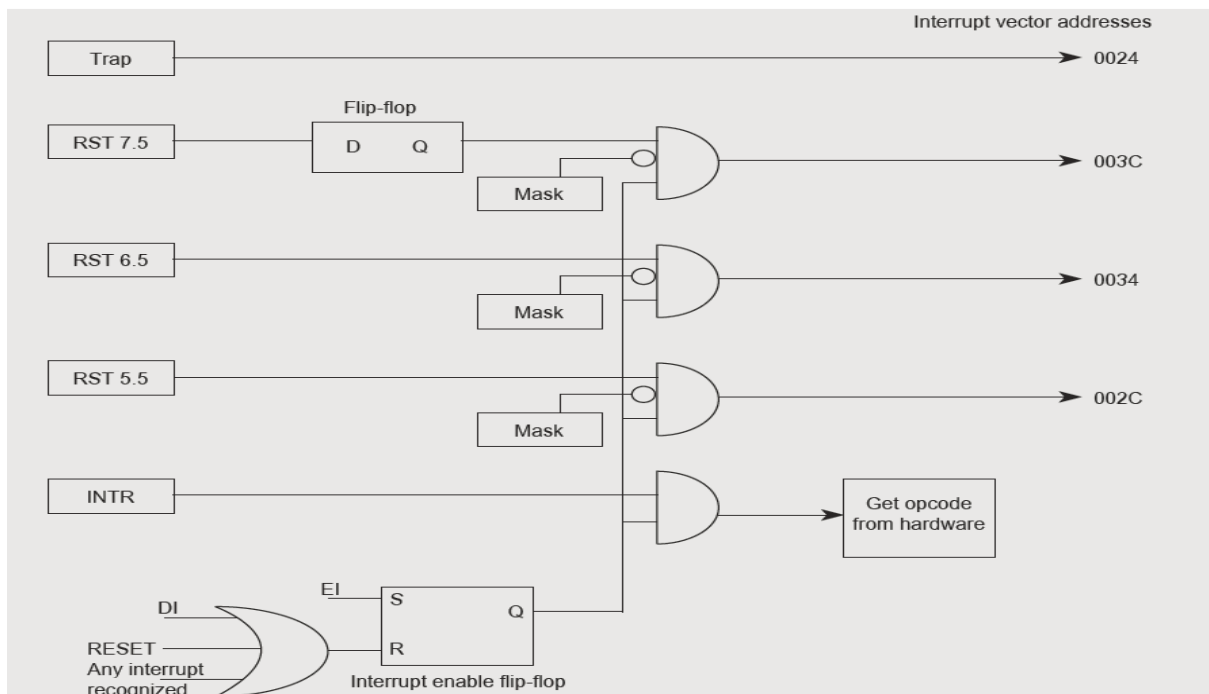 Interrupt vector addresses
Trap
0024
Flip-flop
RST 7.5
D Q
003C
Mask
RST 6.5
0034
Mask
RST 5.5
002C
Mask
INTR
Get opcode
from hardware
EI
S
Q
DI
RESET
R
Any interrupt
recognized
Interrupt enable flip-flop